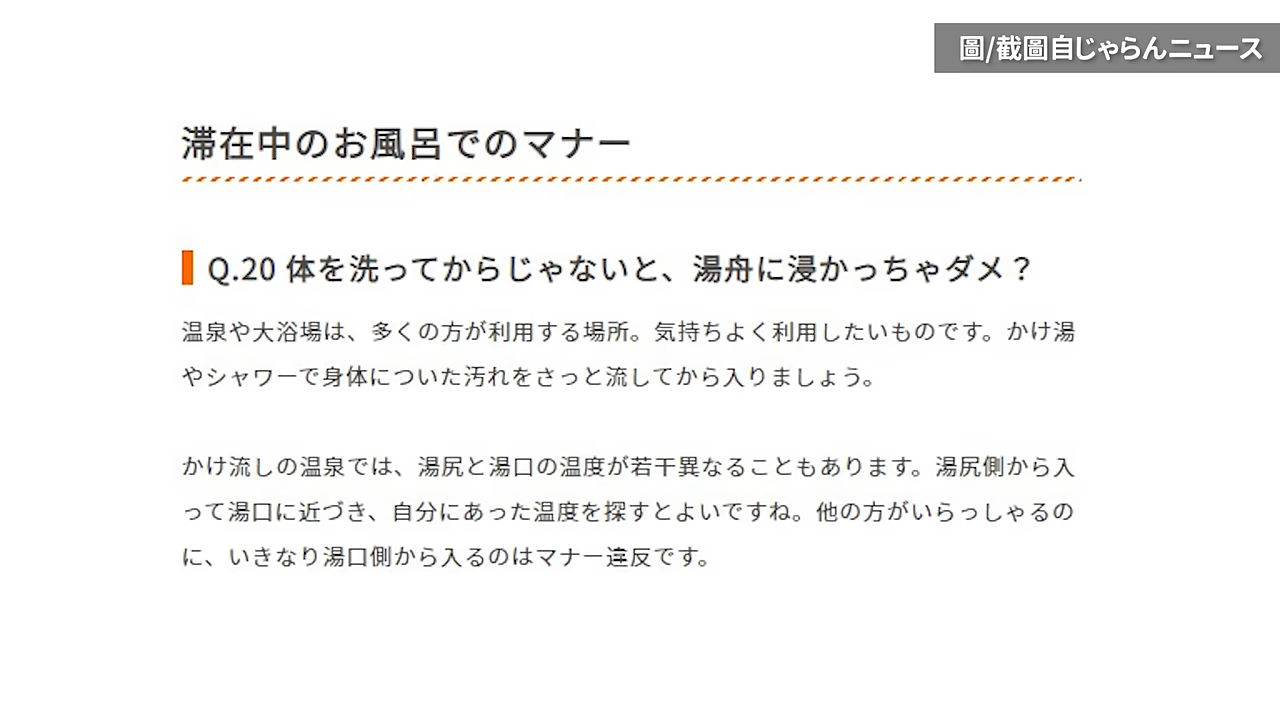 圖/截圖自じゃらんニュース
滞在中のお風呂でのマナー
Q.20 体を洗ってからじゃないと、湯舟に浸かっちゃダメ？
温泉や大浴場は、多くの方が利用する場所。気持ちよく利用したいものです。かけ湯
やシャワーで身体についた汚れをさっと流してから入りましょう。
かけ流しの温泉では、湯尻と湯口の温度が若干異なることもあります。湯尻側から入
って湯口に近づき、自分にあった温度を探すとよいですね。他の方がいらっしゃるの
に、いきなり湯口側から入るのはマナー違反です。